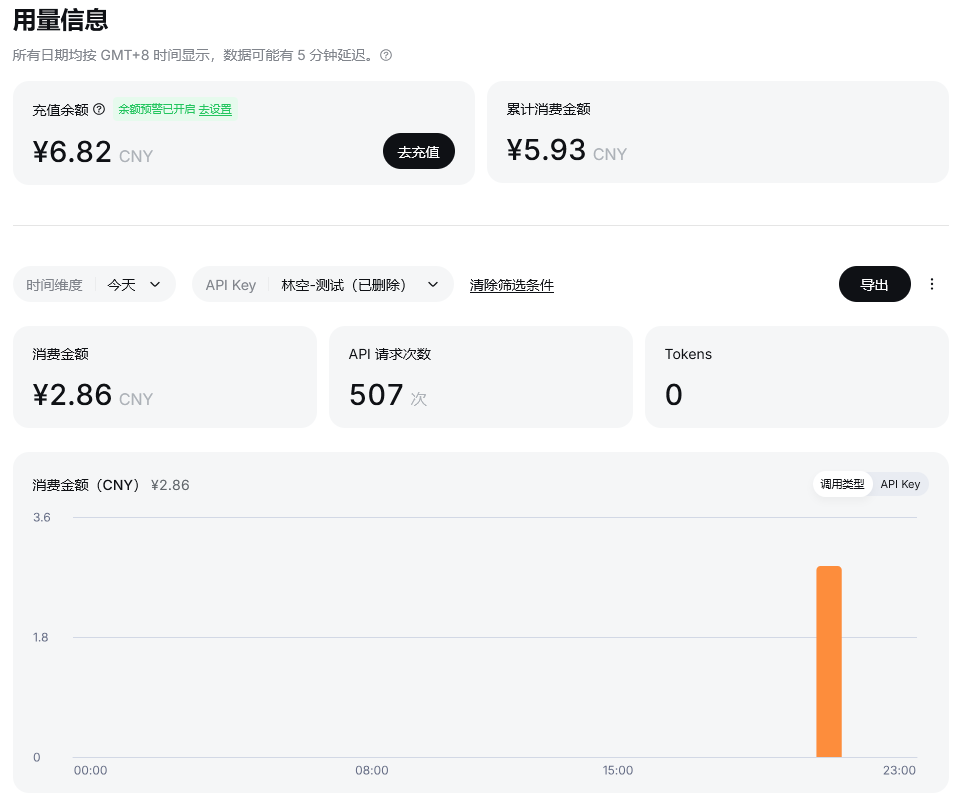 用量信息
所有日期均按 GMT+8 时间显示，数据可能有 5 分钟延迟。
充值余额 余额预警已开启 去设置
¥6.82 CNY
去充值
累计消费金额
¥5.93 CNY
时间维度 今天
API Key 林空-测试（已删除）
清除筛选条件
导出
消费金额
¥2.86 CNY
API 请求次数
507 次
Tokens
0
消费金额（CNY） ¥2.86
调用类型 API Key
3.6
1.8
0
00:00 08:00 15:00 23:00